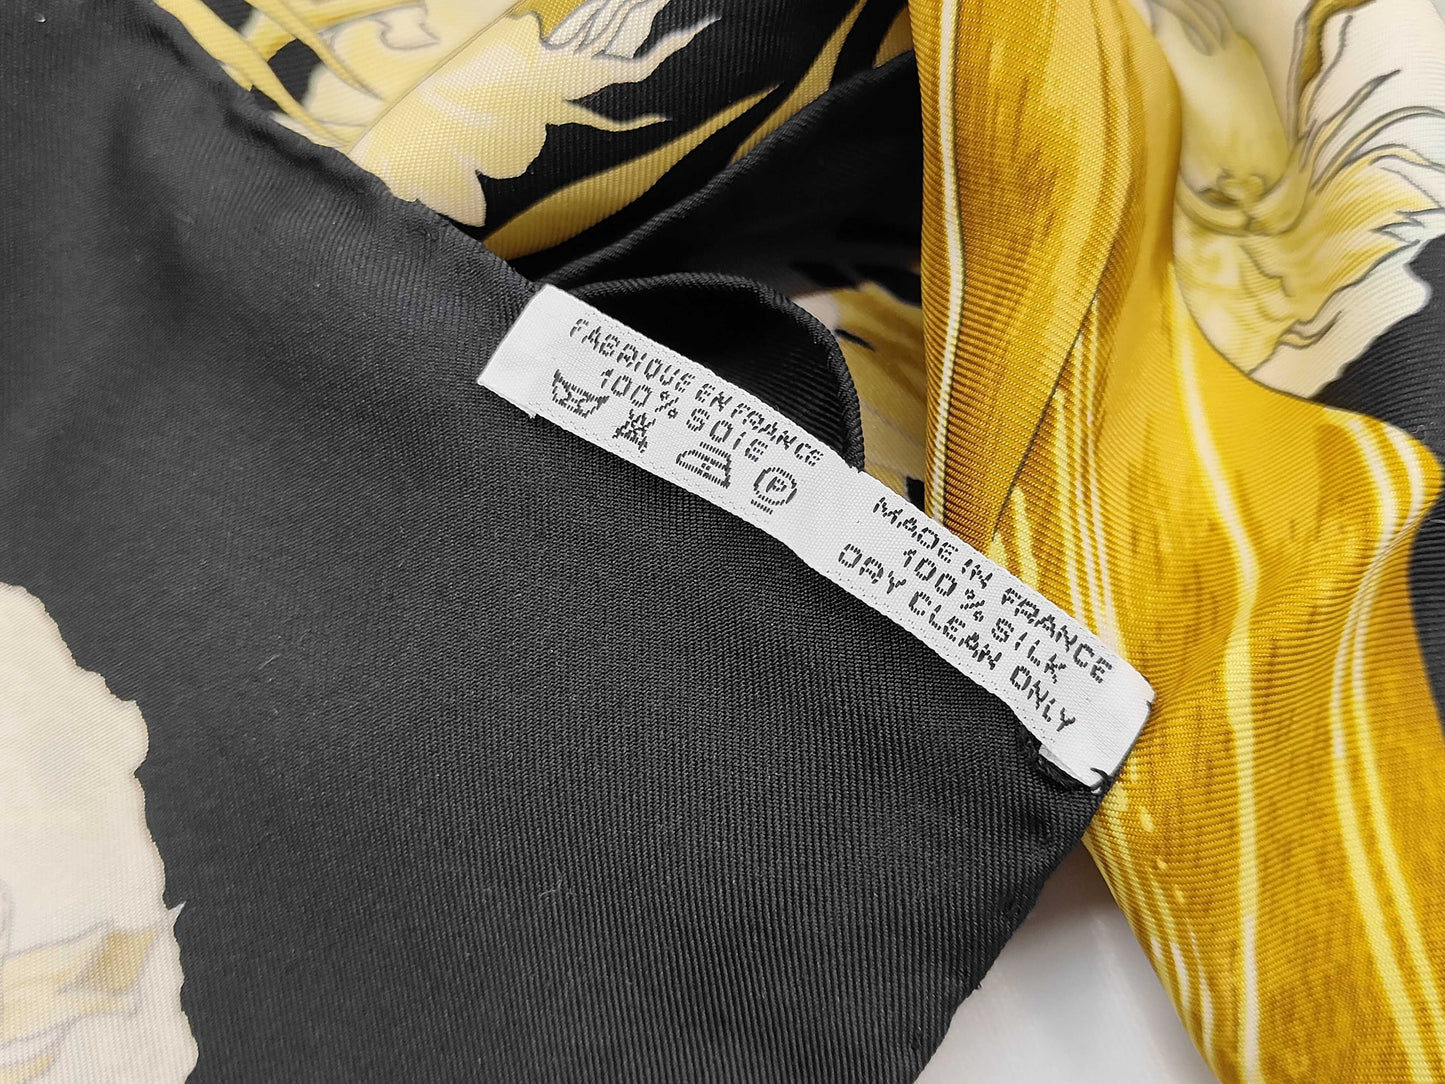 FABRIQUE EN FRANCE
100% SOIE
P
MADE IN FRANCE
100% SILK
DRY CLEAN ONLY